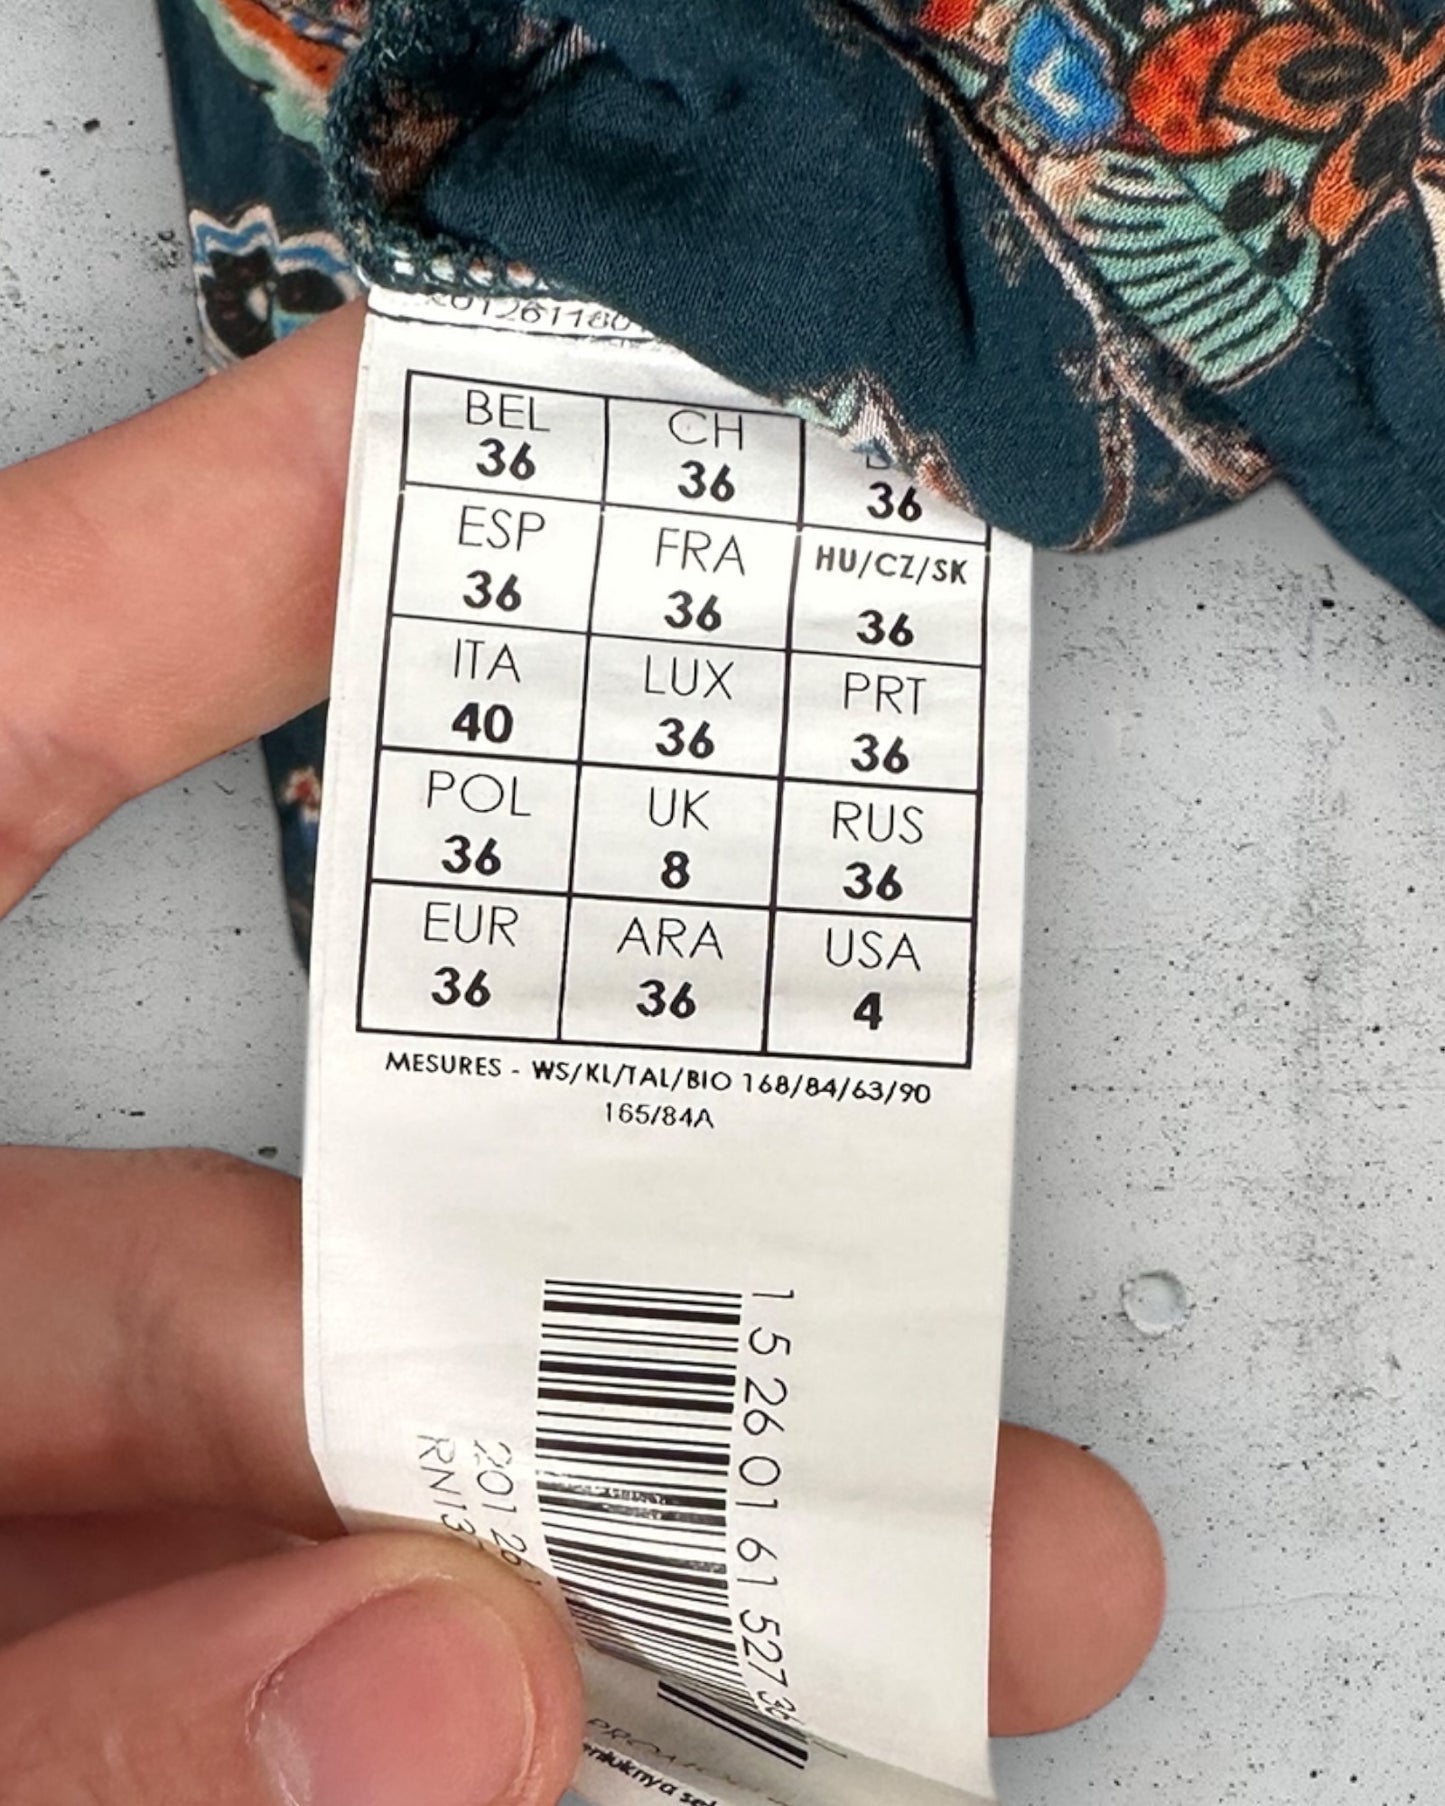 BEL CH
36 36 36
ESP FRA HU/CZ/SK
36 36 36
ITA LUX PRT
40 36 36
POL UK RUS
36 8 36
EUR ARA USA
36 36 4
MESURES - WS/KL/TAL/BIO 168/84/63/90
165/84A
1 5 26 01 61 527 36